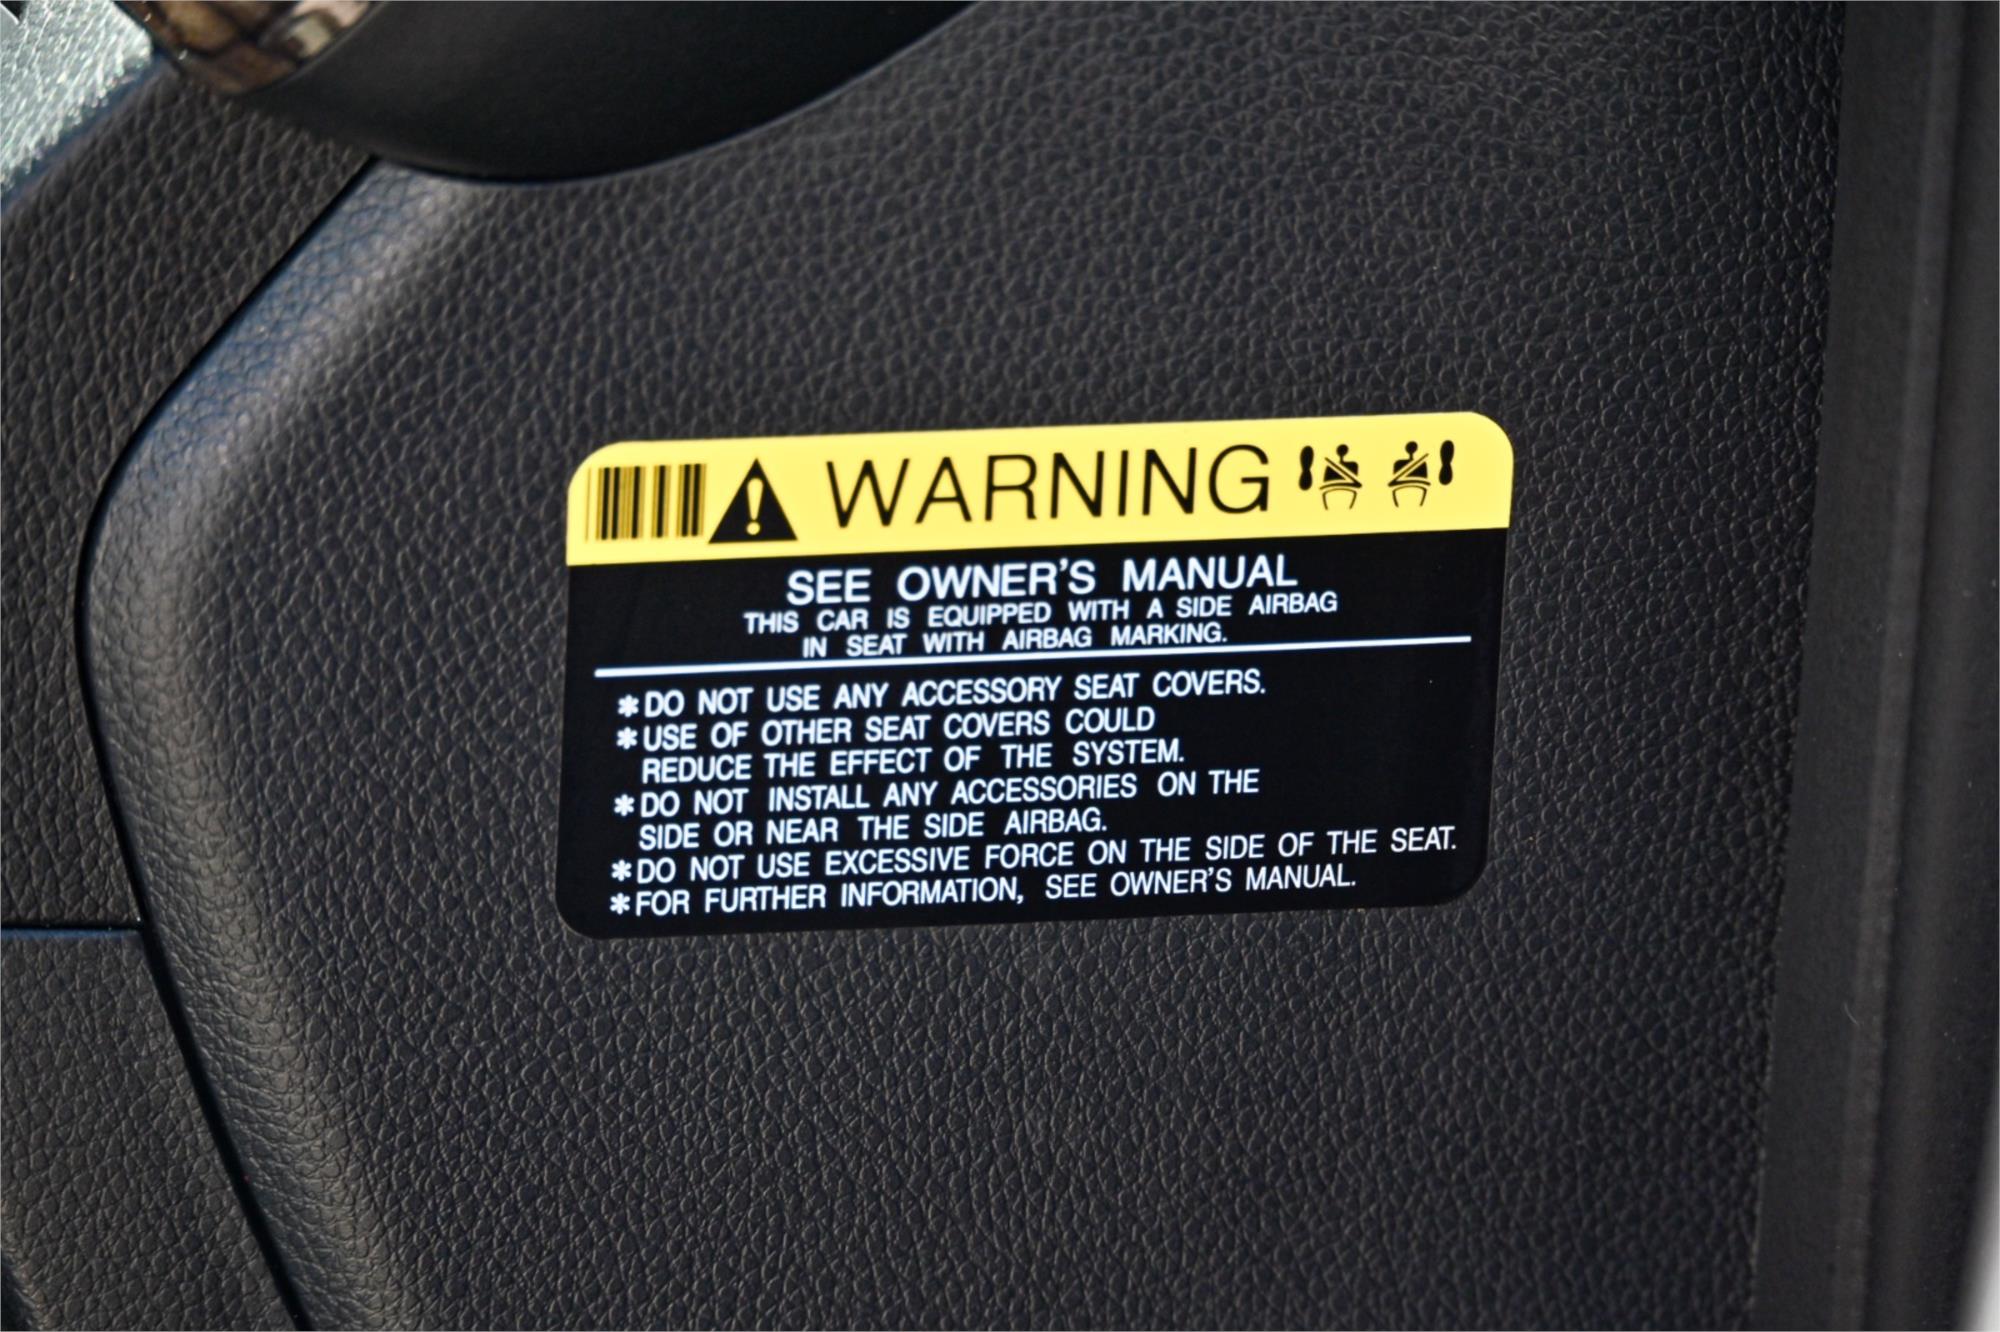 WARNING
SEE OWNER'S MANUAL
THIS CAR IS EQUIPPED WITH A SIDE AIRBAG
IN SEAT WITH AIRBAG MARKING.
*DO NOT USE ANY ACCESSORY SEAT COVERS.
*USE OF OTHER SEAT COVERS COULD
REDUCE THE EFFECT OF THE SYSTEM.
*DO NOT INSTALL ANY ACCESSORIES ON THE
SIDE OR NEAR THE SIDE AIRBAG.
*DO NOT USE EXCESSIVE FORCE ON THE SIDE OF THE SEAT.
*FOR FURTHER INFORMATION, SEE OWNER'S MANUAL.